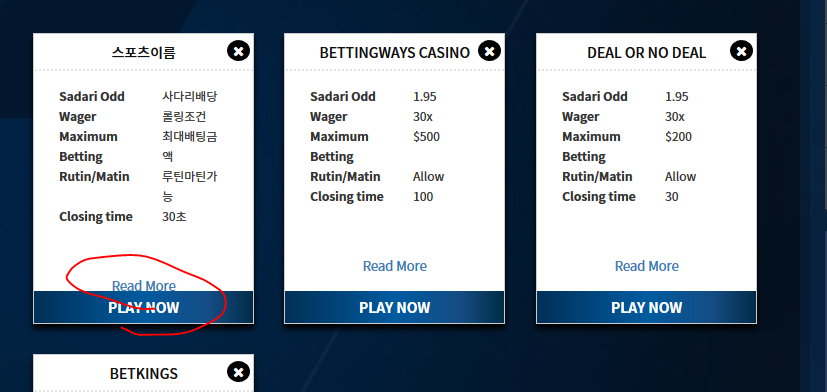 스포츠이름
Sadari Odd 사다리배당
Wager 롤링조건
Maximum 최대배팅금
Betting 액
Rutin/Matin 루틴마틴가
능
Closing time 30초
Read More
PLAY NOW
BETTINGWAYS CASINO
Sadari Odd 1.95
Wager 30x
Maximum $500
Betting
Rutin/Matin Allow
Closing time 100
Read More
PLAY NOW
DEAL OR NO DEAL
Sadari Odd 1.95
Wager 30x
Maximum $200
Betting
Rutin/Matin Allow
Closing time 30
Read More
PLAY NOW
BETKINGS